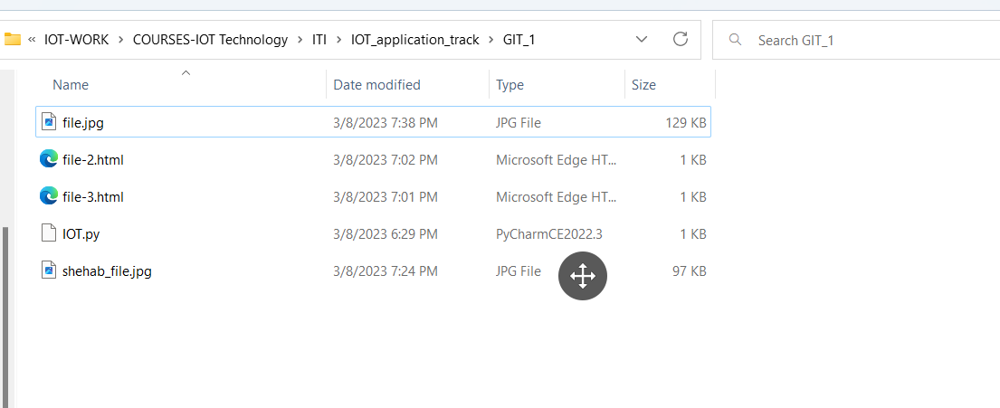 « IOT-WORK > COURSES-IOT Technology > ITI > IOT_application_track > GIT_1 Search GIT_1
Name Date modified Type Size
file.jpg 3/8/2023 7:38 PM JPG File 129 KB
file-2.html 3/8/2023 7:02 PM Microsoft Edge HT... 1 KB
file-3.html 3/8/2023 7:01 PM Microsoft Edge HT... 1 KB
IOT.py 3/8/2023 6:29 PM PyCharmCE2022.3 1 KB
shehab_file.jpg 3/8/2023 7:24 PM JPG File 97 KB